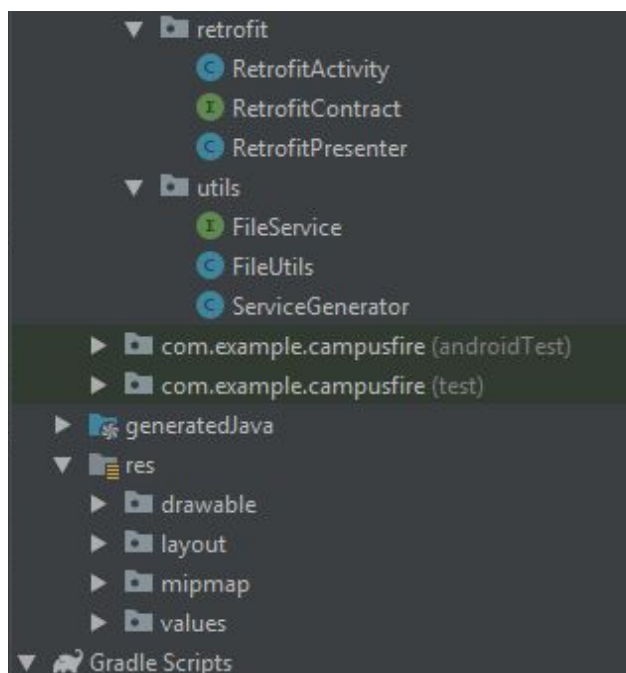 retrofit
C RetrofitActivity
I RetrofitContract
C RetrofitPresenter
utils
I FileService
C FileUtils
C ServiceGenerator
com.example.campusfire (androidTest)
com.example.campusfire (test)
generatedJava
res
drawable
layout
mipmap
values
Gradle Scripts